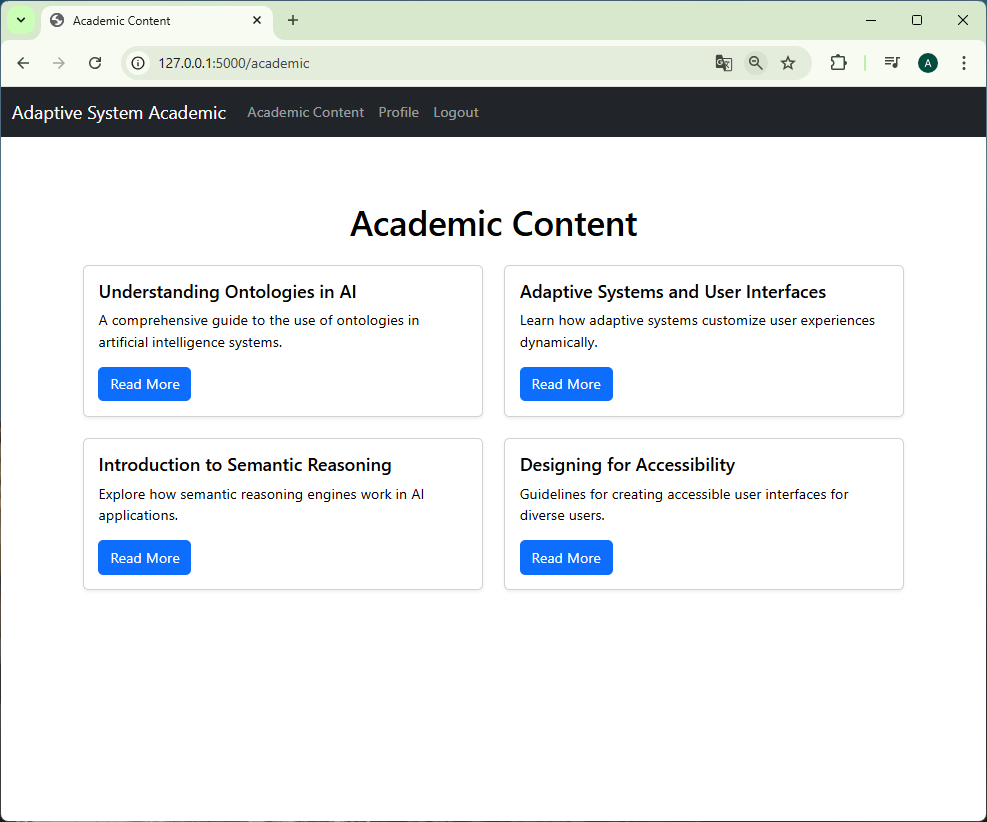 Academic Content
127.0.0.1:5000/academic
A
Adaptive System Academic Academic Content Profile Logout
Academic Content
Understanding Ontologies in AI
A comprehensive guide to the use of ontologies in
artificial intelligence systems.
Read More
Adaptive Systems and User Interfaces
Learn how adaptive systems customize user experiences
dynamically.
Read More
Introduction to Semantic Reasoning
Explore how semantic reasoning engines work in AI
applications.
Read More
Designing for Accessibility
Guidelines for creating accessible user interfaces for
diverse users.
Read More